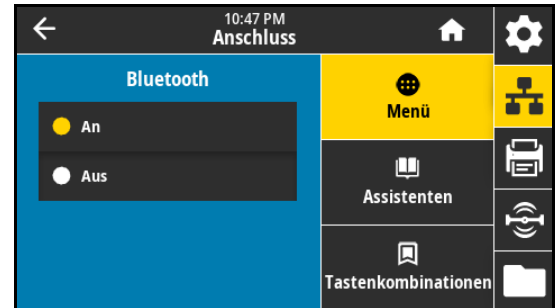 10:47 PM
Anschluss
Bluetooth
An
Aus
Menü
Assistenten
Tastenkombinationen